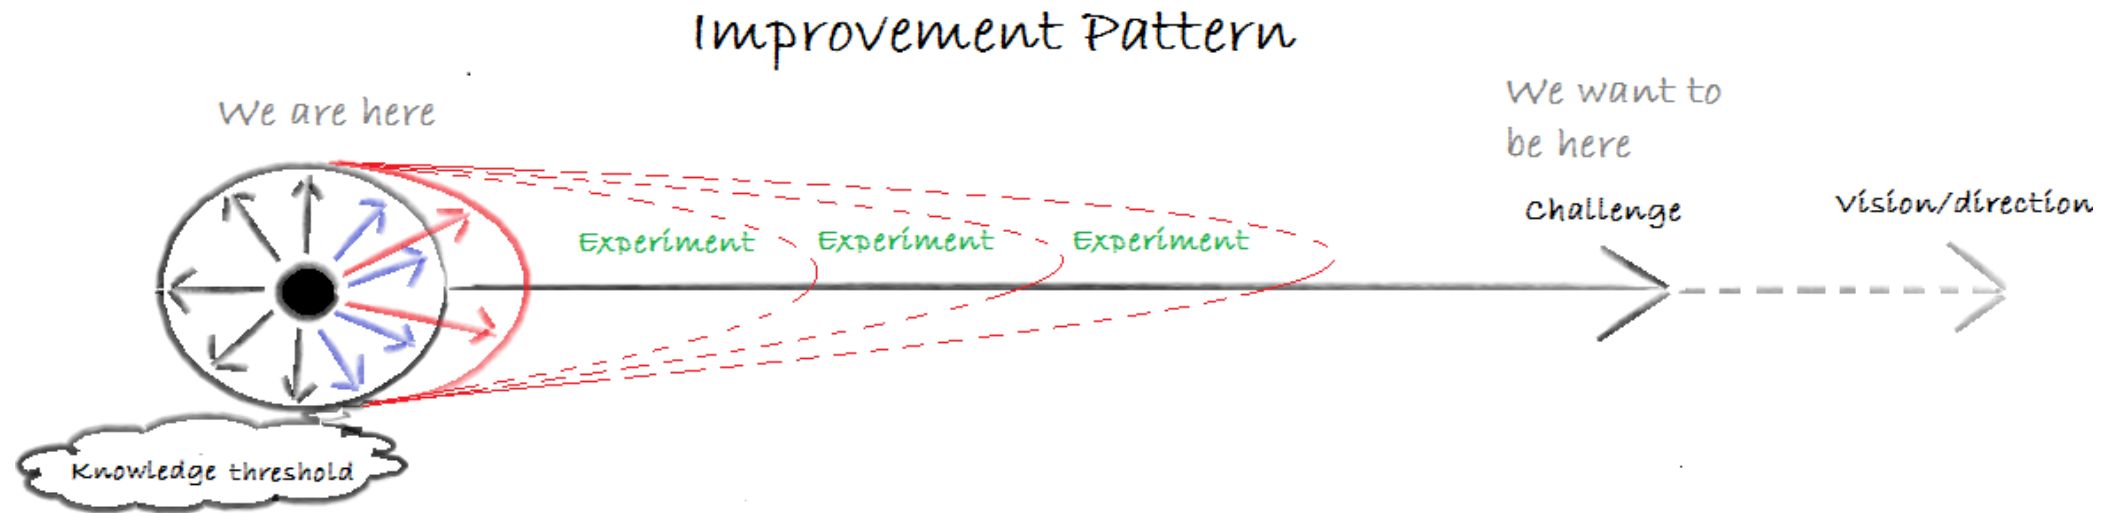 Improvement Pattern
We are here
We want to
be here
Challenge
Vision/direction
Experiment
Experiment
Experiment
Knowledge threshold